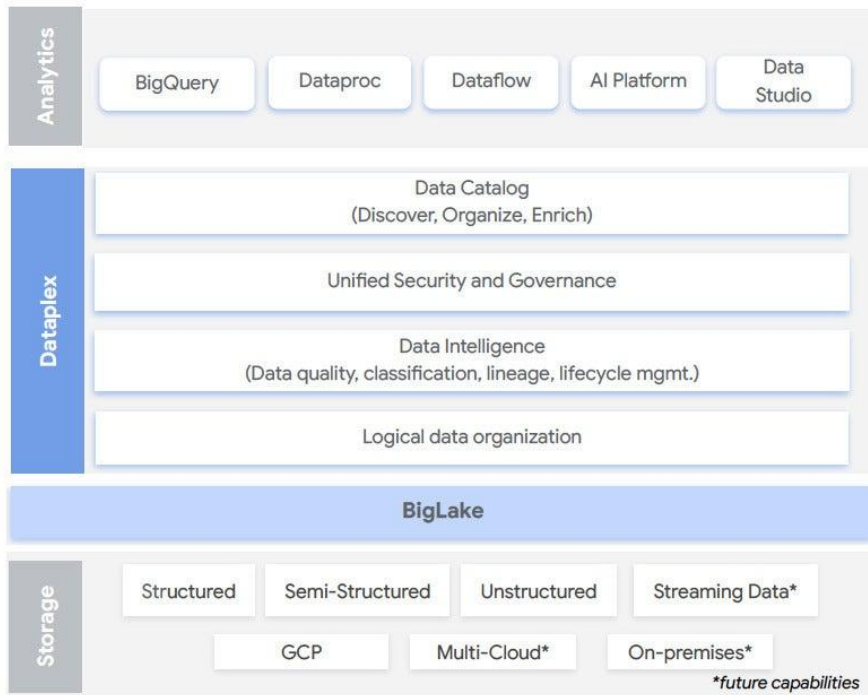 Analytics
BigQuery
Dataproc
Dataflow
AI Platform
Data
Studio
Dataplex
Data Catalog
(Discover, Organize, Enrich)
Unified Security and Governance
Data Intelligence
(Data quality, classification, lineage, lifecycle mgmt.)
Logical data organization
BigLake
Storage
Structured
Semi-Structured
Unstructured
Streaming Data*
GCP
Multi-Cloud*
On-premises*
*future capabilities